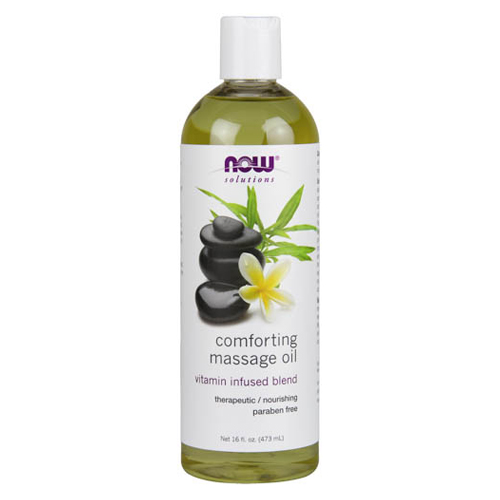 now®
solutions
comforting
massage oil
vitamin infused blend
therapeutic / nourishing
paraben free
Net 16 fl. oz. (473 mL)